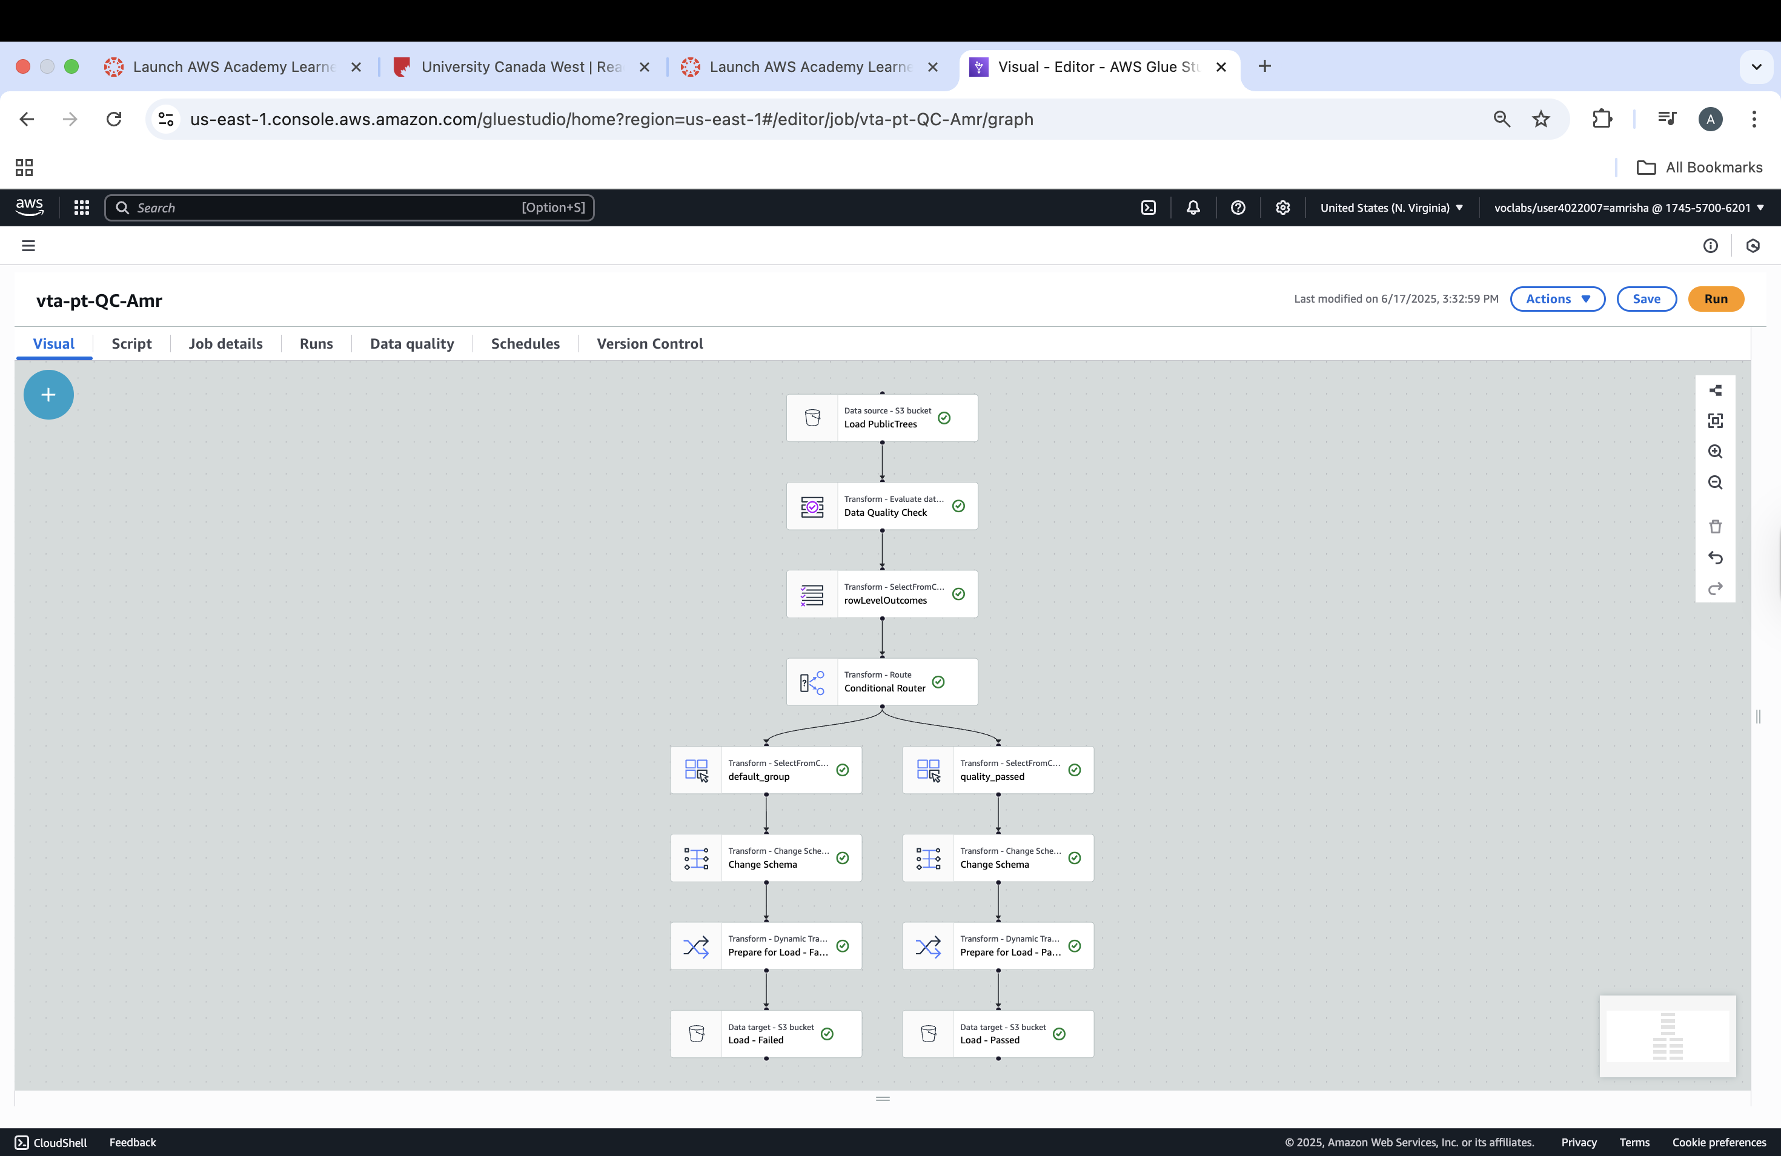 Launch AWS Academy Learne
University Canada West | Rea
Launch AWS Academy Learne
Visual - Editor - AWS Glue Stu
us-east-1.console.aws.amazon.com/gluestudio/home?region=us-east-1#/editor/job/vta-pt-QC-Amr/graph
A
All Bookmarks
aws
Search
[Option+S]
United States (N. Virginia)
voclabs/user4022007=amrisha @ 1745-5700-6201
vta-pt-QC-Amr
Last modified on 6/17/2025, 3:32:59 PM
Actions
Save
Run
Visual
Script
Job details
Runs
Data quality
Schedules
Version Control
Data source - S3 bucket
Load PublicTrees
Transform - Evaluate dat...
Data Quality Check
Transform - SelectFromC...
rowLevelOutcomes
Transform - Route
Conditional Router
Transform - SelectFromC...
default_group
Transform - SelectFromC...
quality_passed
Transform - Change Sche...
Change Schema
Transform - Change Sche...
Change Schema
Transform - Dynamic Tra...
Prepare for Load - Fa...
Transform - Dynamic Tra...
Prepare for Load - Pa...
Data target - S3 bucket
Load - Failed
Data target - S3 bucket
Load - Passed
CloudShell
Feedback
© 2025, Amazon Web Services, Inc. or its affiliates.
Privacy
Terms
Cookie preferences